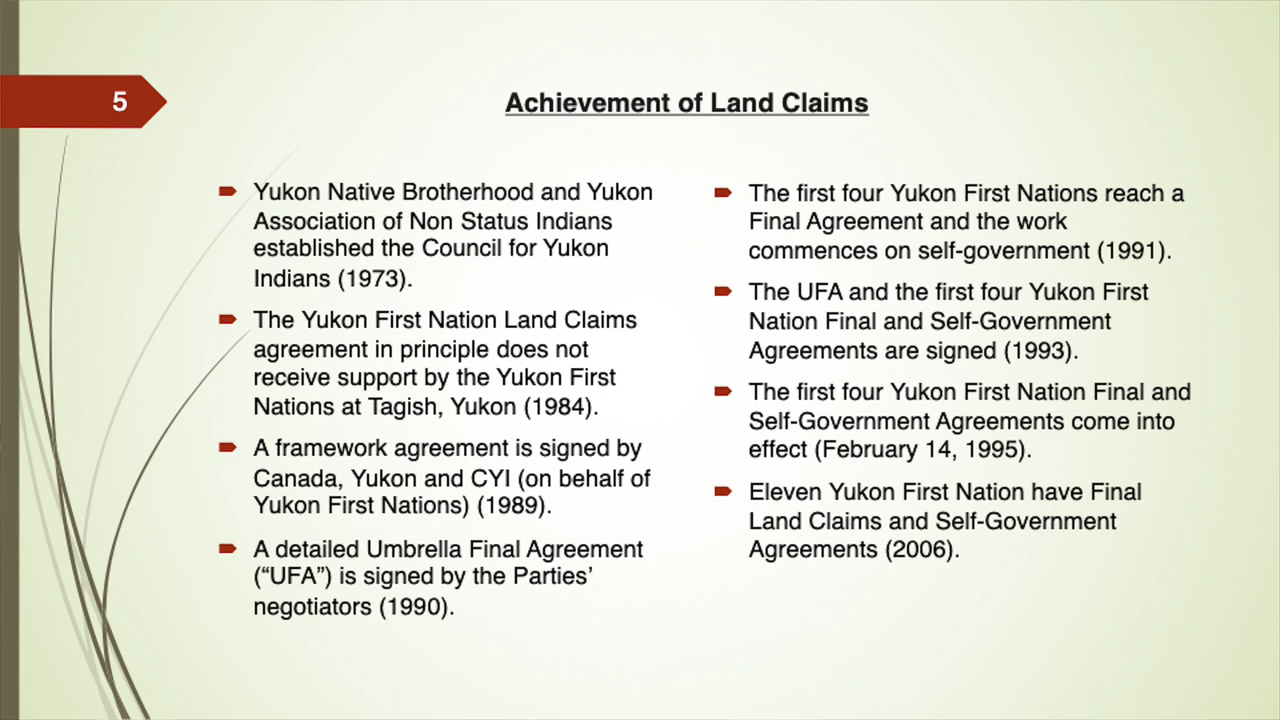 5
Achievement of Land Claims
Yukon Native Brotherhood and Yukon
Association of Non Status Indians
established the Council for Yukon
Indians (1973).
The Yukon First Nation Land Claims
agreement in principle does not
receive support by the Yukon First
Nations at Tagish, Yukon (1984).
A framework agreement is signed by
Canada, Yukon and CYI (on behalf of
Yukon First Nations) (1989).
A detailed Umbrella Final Agreement
(“UFA”) is signed by the Parties’
negotiators (1990).
The first four Yukon First Nations reach a
Final Agreement and the work
commences on self-government (1991).
The UFA and the first four Yukon First
Nation Final and Self-Government
Agreements are signed (1993).
The first four Yukon First Nation Final and
Self-Government Agreements come into
effect (February 14, 1995).
Eleven Yukon First Nation have Final
Land Claims and Self-Government
Agreements (2006).